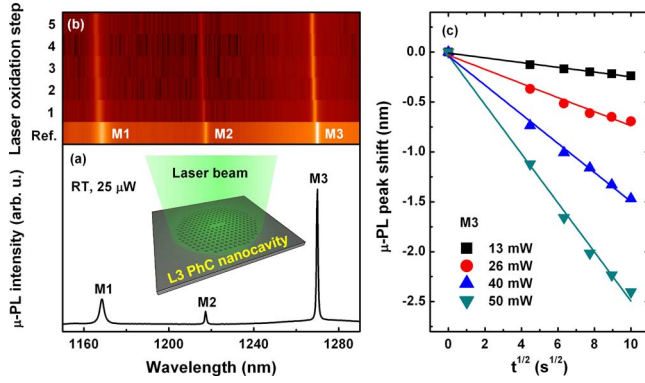 (b)
Laser oxidation step
5
4
3
2
1
Ref.
M1
M2
M3
(a)
RT, 25 μW
Laser beam
L3 PhC nanocavity
M1
M2
M3
μ-PL intensity (arb. u.)
1160
1200
1240
1280
Wavelength (nm)
(c)
μ-PL peak shift (nm)
0.0
-0.5
-1.0
-1.5
-2.0
-2.5
M3
13 mW
26 mW
40 mW
50 mW
0
2
4
6
8
10
t^1/2 (s^1/2)